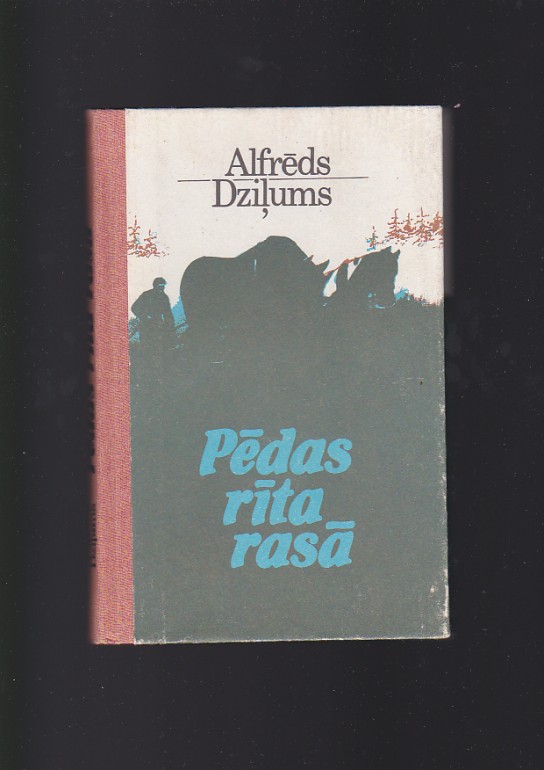 Alfrēds
Dziļums
Pēdas
rīta
rasā